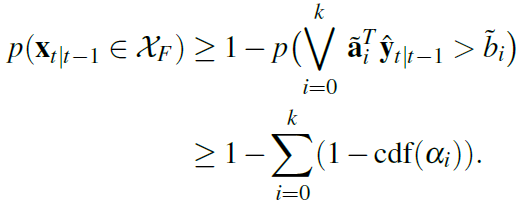 p(𝐱_{t|t−1} ∈ 𝒳_F) ≥ 1 − p(⋁_{i=0}^{k} ã_i^T ŷ_{t|t−1} > b̃_i)
≥ 1 − ∑_{i=0}^{k} (1 − cdf(α_i)).